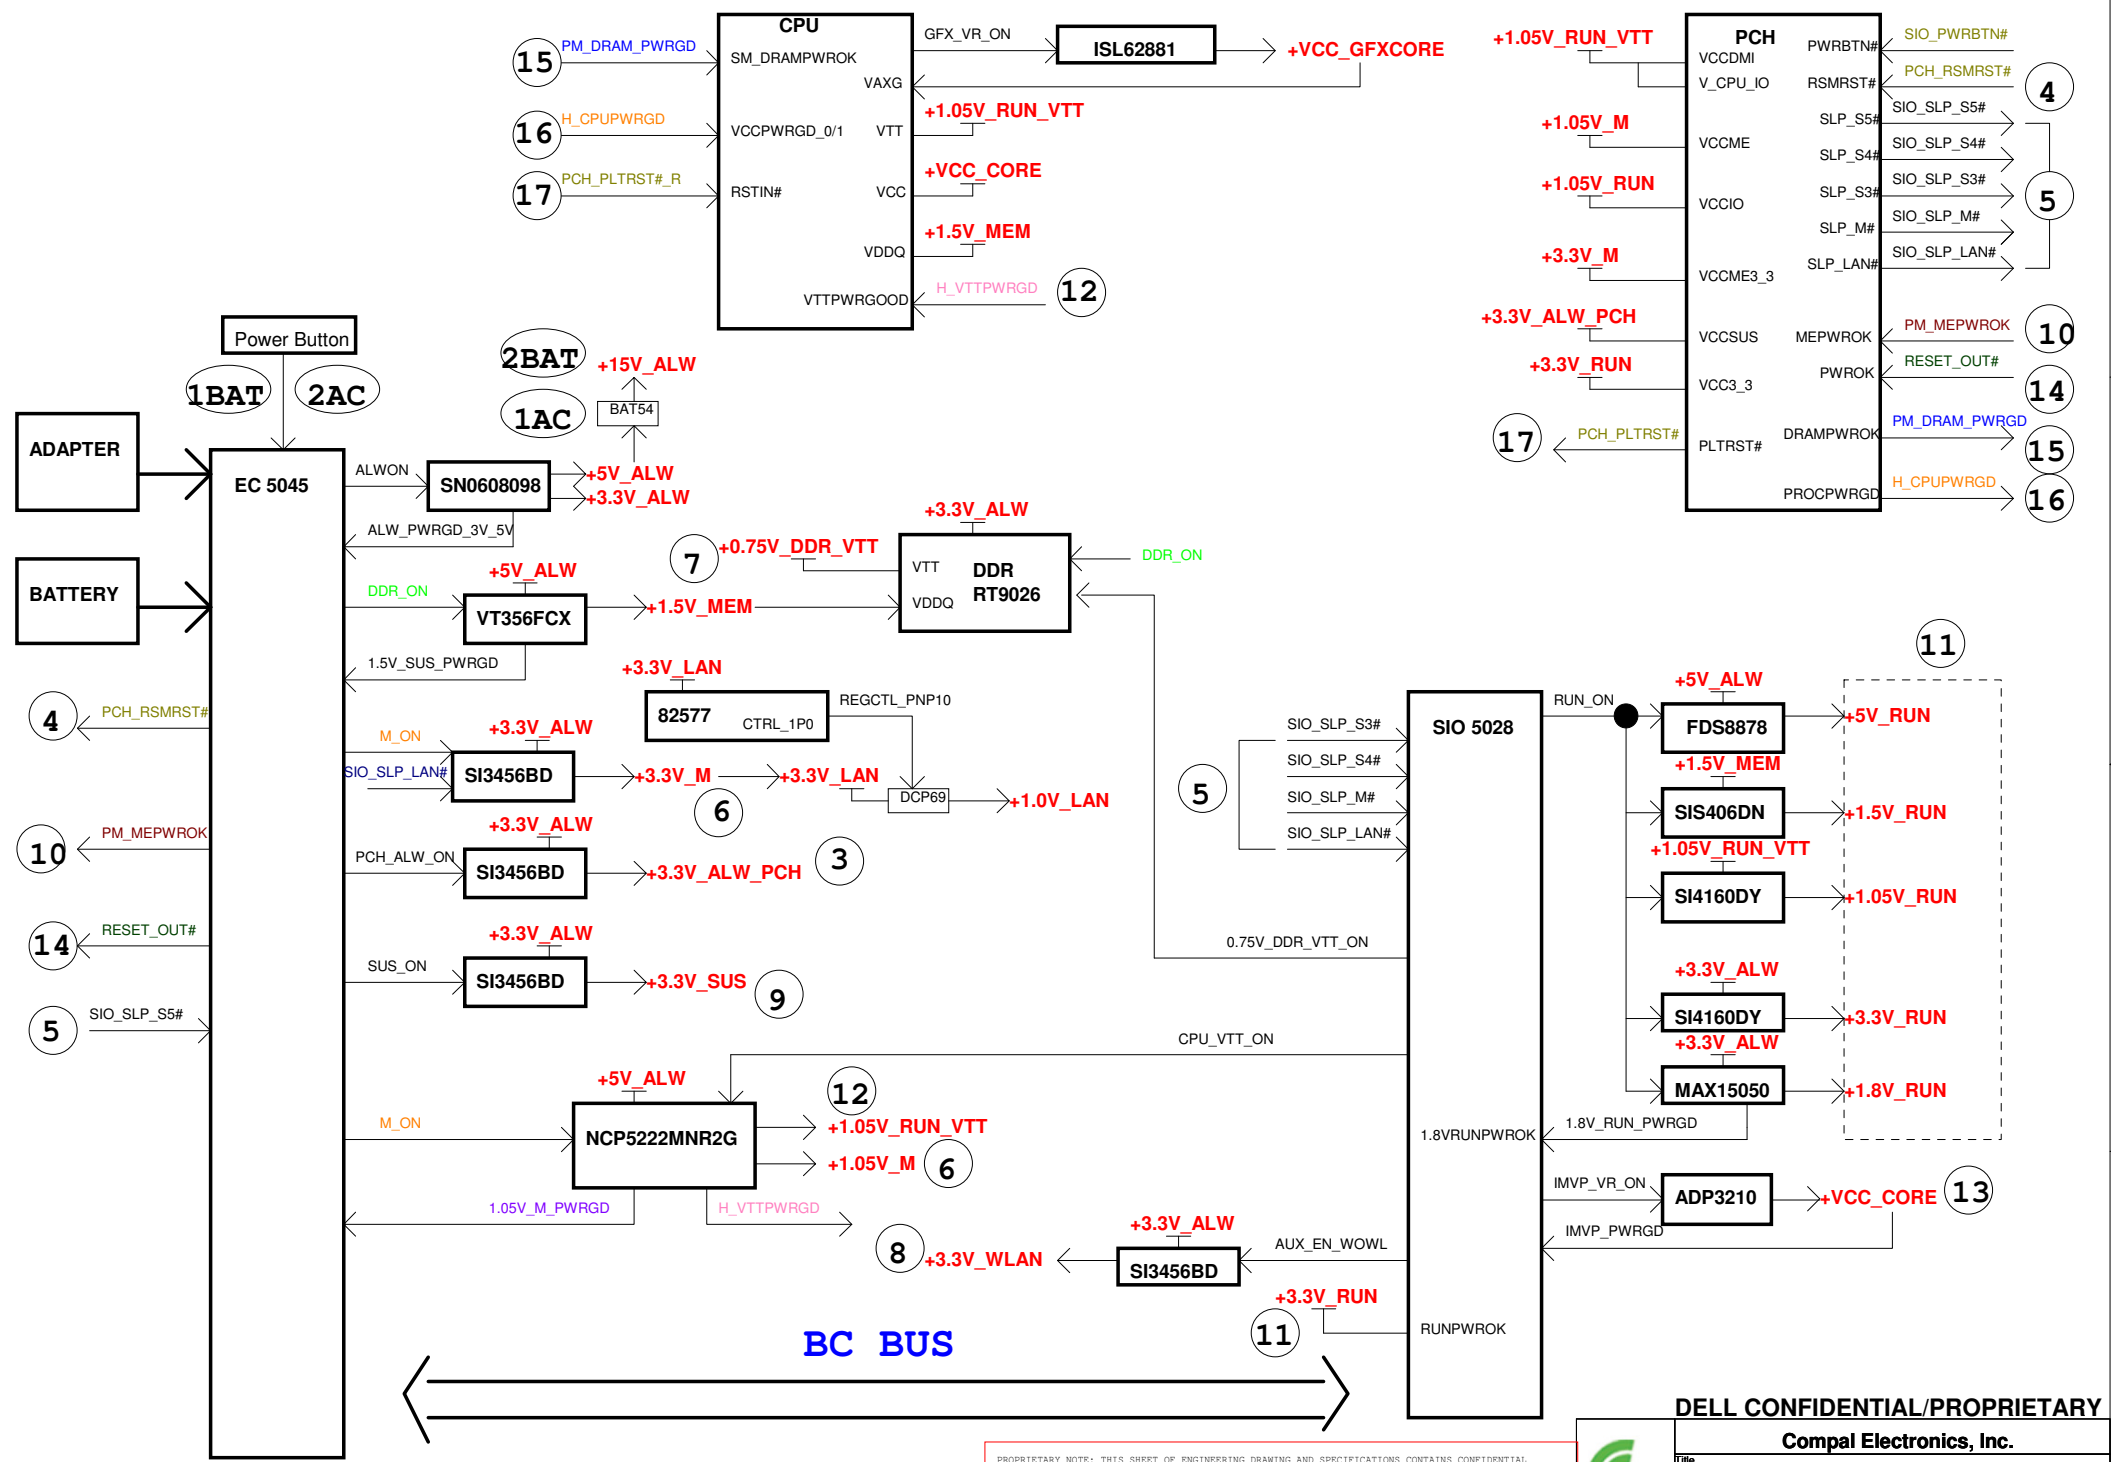 CPU
15
PM_DRAM_PWRGD
SM_DRAMPWROK
GFX_VR_ON
ISL62881
+VCC_GFXCORE
VAXG
16
H_CPUPWRGD
VCCPWRGD_0/1
+1.05V_RUN_VTT
VTT
17
PCH_PLTRST#_R
RSTIN#
+VCC_CORE
VCC
+1.5V_MEM
VDDQ
VTTPWRGOOD
H_VTTPWRGD
12
PCH
+1.05V_RUN_VTT
VCCDMI
V_CPU_IO
+1.05V_M
VCCME
+1.05V_RUN
VCCIO
+3.3V_M
VCCME3_3
+3.3V_ALW_PCH
VCCSUS
+3.3V_RUN
VCC3_3
17
PCH_PLTRST#
PLTRST#
PWRBTN#
SIO_PWRBTN#
RSMRST#
PCH_RSMRST#
4
SLP_S5#
SIO_SLP_S5#
SLP_S4#
SIO_SLP_S4#
SLP_S3#
SIO_SLP_S3#
5
SLP_M#
SIO_SLP_M#
SLP_LAN#
SIO_SLP_LAN#
MEPWROK
PM_MEPWROK
10
PWROK
RESET_OUT#
14
DRAMPWROK
PM_DRAM_PWRGD
15
PROCPWRGD
H_CPUPWRGD
16
Power Button
1BAT
2AC
2BAT
1AC
+15V_ALW
BAT54
ADAPTER
BATTERY
EC 5045
ALWON
SN0608098
+5V_ALW
+3.3V_ALW
ALW_PWRGD_3V_5V
DDR_ON
+5V_ALW
VT356FCX
+1.5V_MEM
1.5V_SUS_PWRGD
7
+0.75V_DDR_VTT
+3.3V_ALW
VTT
VDDQ
DDR
RT9026
DDR_ON
4
PCH_RSMRST#
+3.3V_LAN
82577
CTRL_1P0
REGCTL_PNP10
M_ON
SIO_SLP_LAN#
+3.3V_ALW
SI3456BD
+3.3V_M
6
+3.3V_LAN
DCP69
+1.0V_LAN
10
PM_MEPWROK
PCH_ALW_ON
+3.3V_ALW
SI3456BD
+3.3V_ALW_PCH
3
14
RESET_OUT#
SUS_ON
+3.3V_ALW
SI3456BD
+3.3V_SUS
9
5
SIO_SLP_S5#
M_ON
+5V_ALW
NCP5222MNR2G
12
+1.05V_RUN_VTT
+1.05V_M
6
1.05V_M_PWRGD
H_VTTPWRGD
CPU_VTT_ON
0.75V_DDR_VTT_ON
8
+3.3V_WLAN
+3.3V_ALW
SI3456BD
AUX_EN_WOWL
11
+3.3V_RUN
RUNPWROK
SIO 5028
5
SIO_SLP_S3#
SIO_SLP_S4#
SIO_SLP_M#
SIO_SLP_LAN#
RUN_ON
11
+5V_ALW
FDS8878
+5V_RUN
+1.5V_MEM
SIS406DN
+1.5V_RUN
+1.05V_RUN_VTT
SI4160DY
+1.05V_RUN
+3.3V_ALW
SI4160DY
+3.3V_RUN
+3.3V_ALW
MAX15050
+1.8V_RUN
1.8VRUNPWROK
1.8V_RUN_PWRGD
IMVP_VR_ON
ADP3210
+VCC_CORE
13
IMVP_PWRGD
BC BUS
DELL CONFIDENTIAL/PROPRIETARY
Compal Electronics, Inc.
Title
PROPRIETARY NOTE: THIS SHEET OF ENGINEERING DRAWING AND SPECIFICATIONS CONTAINS CONFIDENTIAL